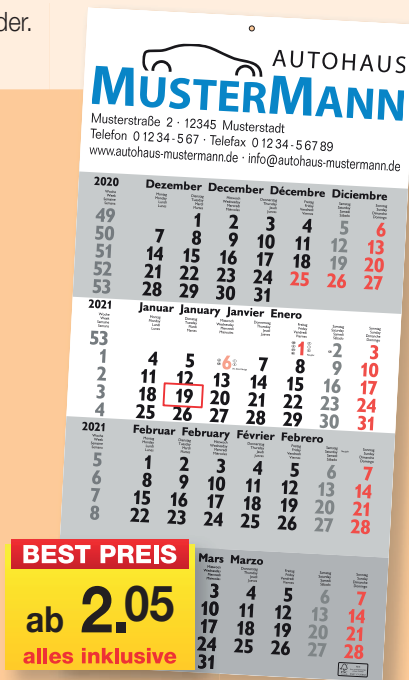 der.
AUTOHAUS
MUSTERMANN
Musterstraße 2 · 12345 Musterstadt
Telefon 0 12 34 - 5 67 · Telefax 0 12 34 - 5 67 89
www.autohaus-mustermann.de · info@autohaus-mustermann.de
2020 Dezember December Décembre Diciembre
49 1 2 3 4 5 6
50 7 8 9 10 11 12 13
51 14 15 16 17 18 19 20
52 21 22 23 24 25 26 27
53 28 29 30 31
2021 Januar January Janvier Enero
53 1 2 3
1 4 5 6 7 8 9 10
2 11 12 13 14 15 16 17
3 18 19 20 21 22 23 24
4 25 26 27 28 29 30 31
2021 Februar February Février Febrero
5 1 2 3 4 5 6 7
6 8 9 10 11 12 13 14
7 15 16 17 18 19 20 21
8 22 23 24 25 26 27 28
Mars Marzo
3 4 5 6 7
10 11 12 13 14
17 18 19 20 21
24 25 26 27 28
31
BEST PREIS
ab 2.05
alles inklusive